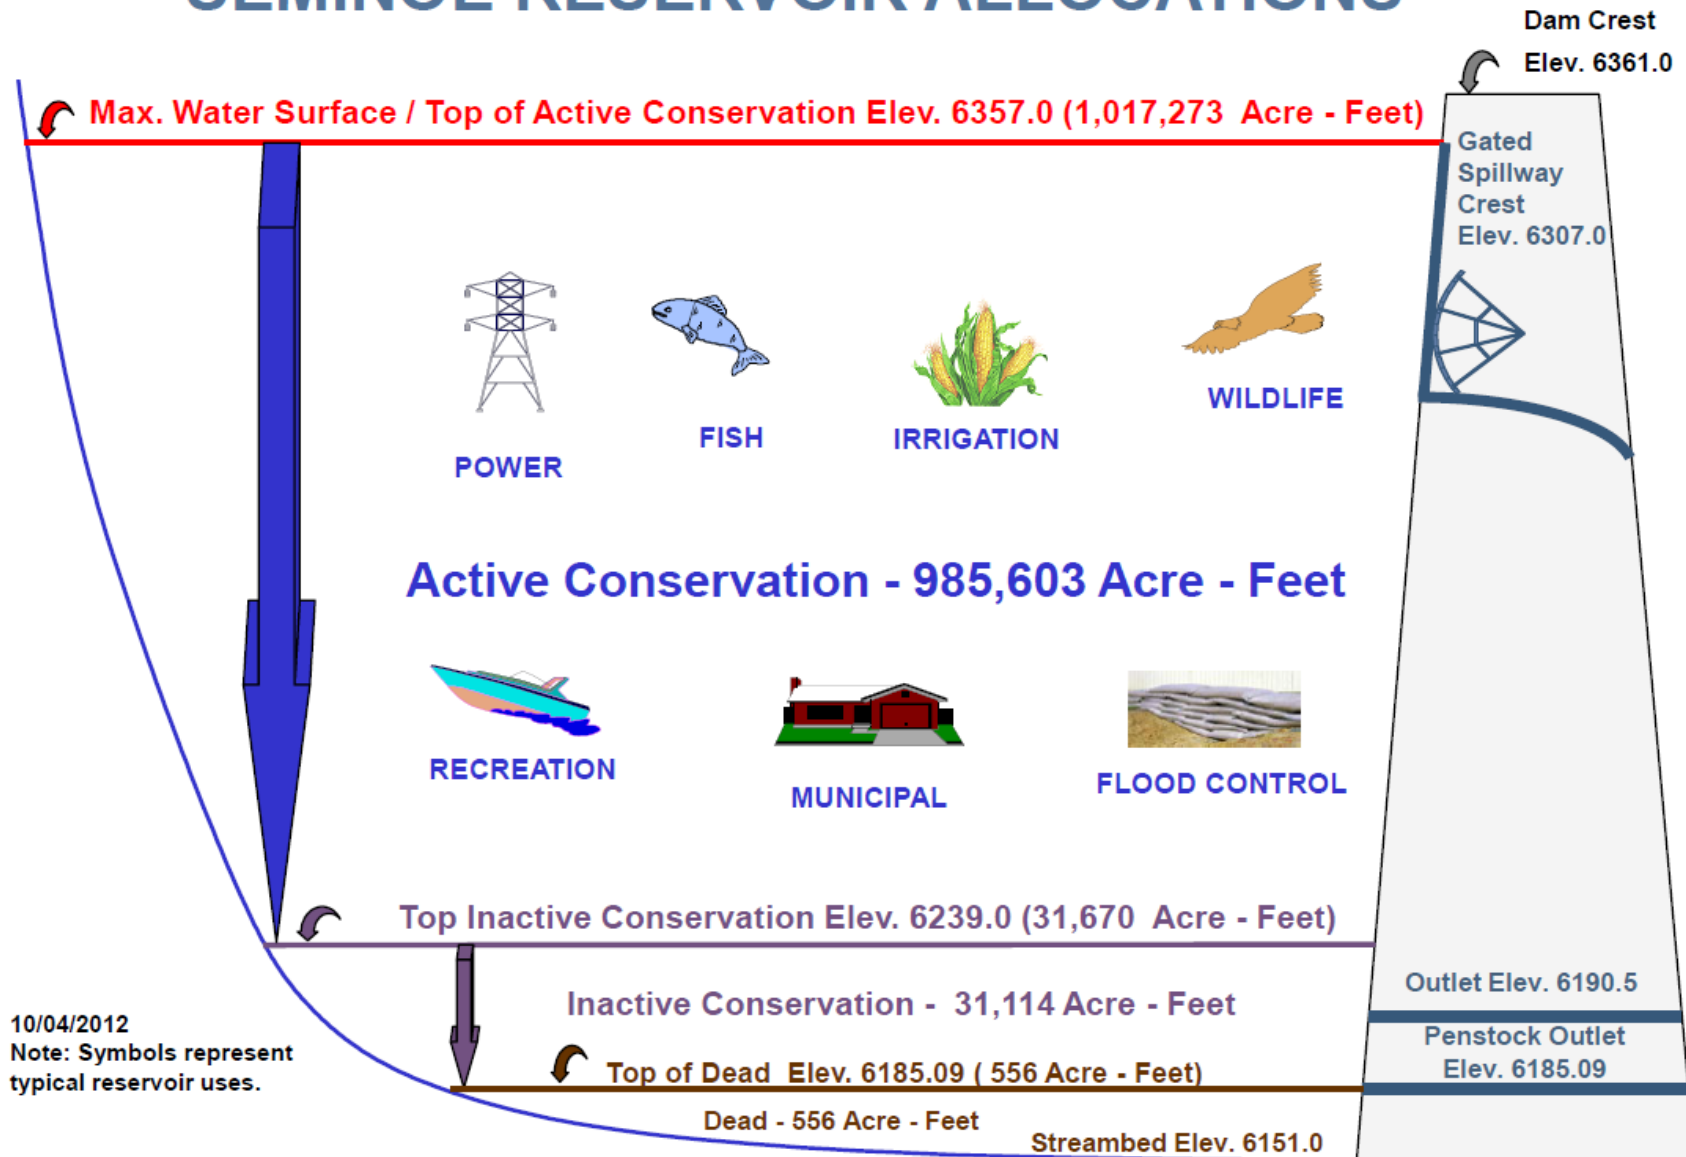 SEMINOE RESERVOIR ALLOCATIONS
Dam Crest
Elev. 6361.0
Max. Water Surface / Top of Active Conservation Elev. 6357.0 (1,017,273 Acre - Feet)
Gated
Spillway
Crest
Elev. 6307.0
POWER
FISH
IRRIGATION
WILDLIFE
Active Conservation - 985,603 Acre - Feet
RECREATION
MUNICIPAL
FLOOD CONTROL
Top Inactive Conservation Elev. 6239.0 (31,670 Acre - Feet)
Inactive Conservation - 31,114 Acre - Feet
Outlet Elev. 6190.5
Penstock Outlet
Elev. 6185.09
10/04/2012
Note: Symbols represent
typical reservoir uses.
Top of Dead Elev. 6185.09 ( 556 Acre - Feet)
Dead - 556 Acre - Feet
Streambed Elev. 6151.0